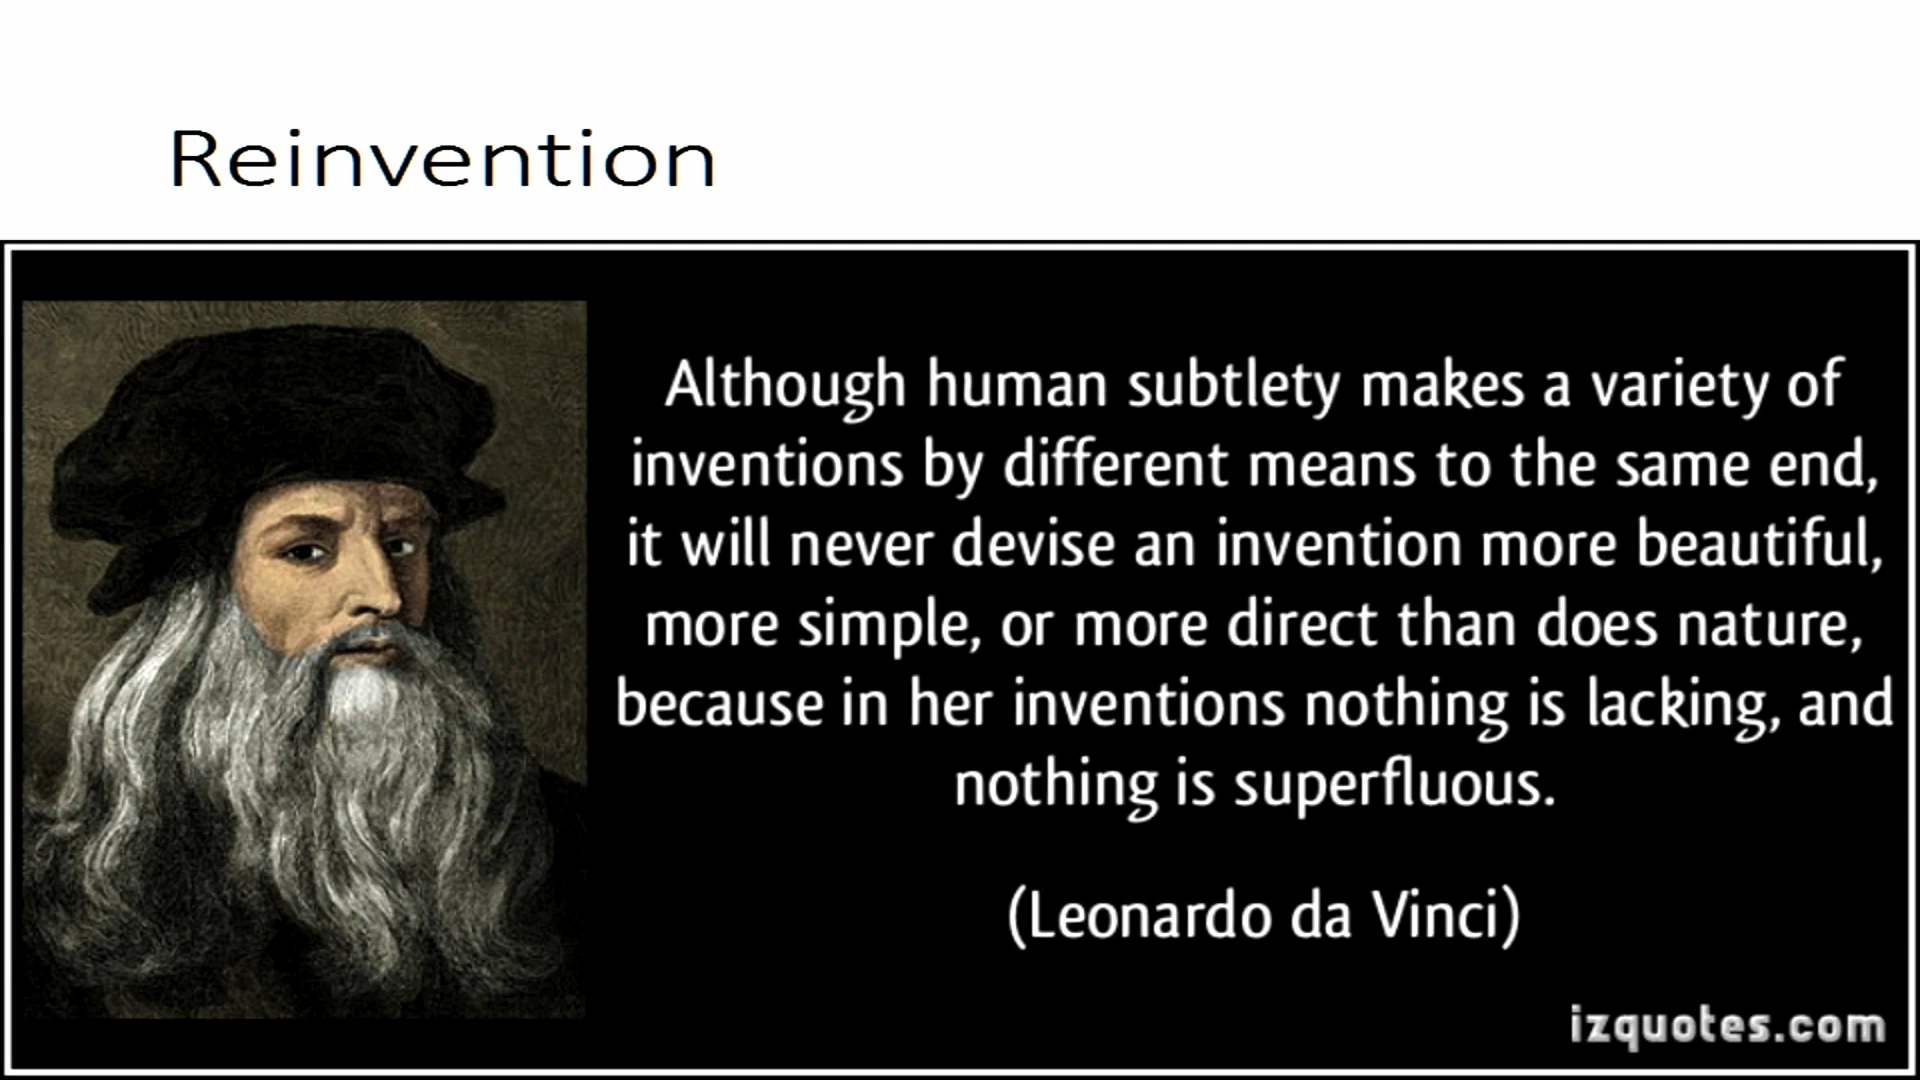 Reinvention
Although human subtlety makes a variety of
inventions by different means to the same end,
it will never devise an invention more beautiful,
more simple, or more direct than does nature,
because in her inventions nothing is lacking, and
nothing is superfluous.
(Leonardo da Vinci)
izquotes.com